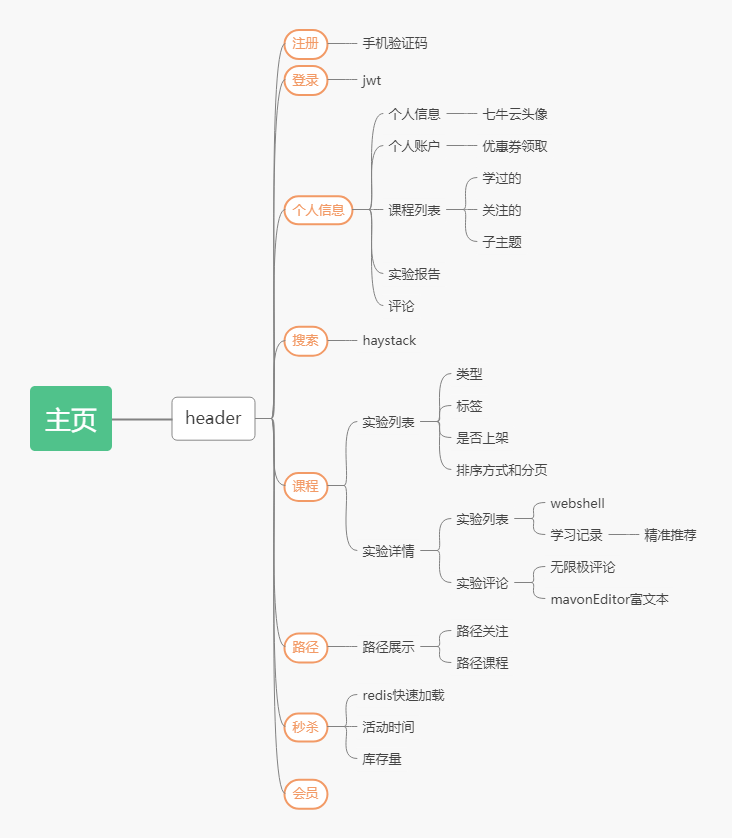 主页
header
注册
手机验证码
登录
jwt
个人信息
个人信息
七牛云头像
个人账户
优惠券领取
课程列表
学过的
关注的
子主题
实验报告
评论
搜索
haystack
课程
实验列表
类型
标签
是否上架
排序方式和分页
实验详情
实验列表
webshell
学习记录
精准推荐
实验评论
无限极评论
mavonEditor富文本
路径
路径展示
路径关注
路径课程
秒杀
redis快速加载
活动时间
库存量
会员